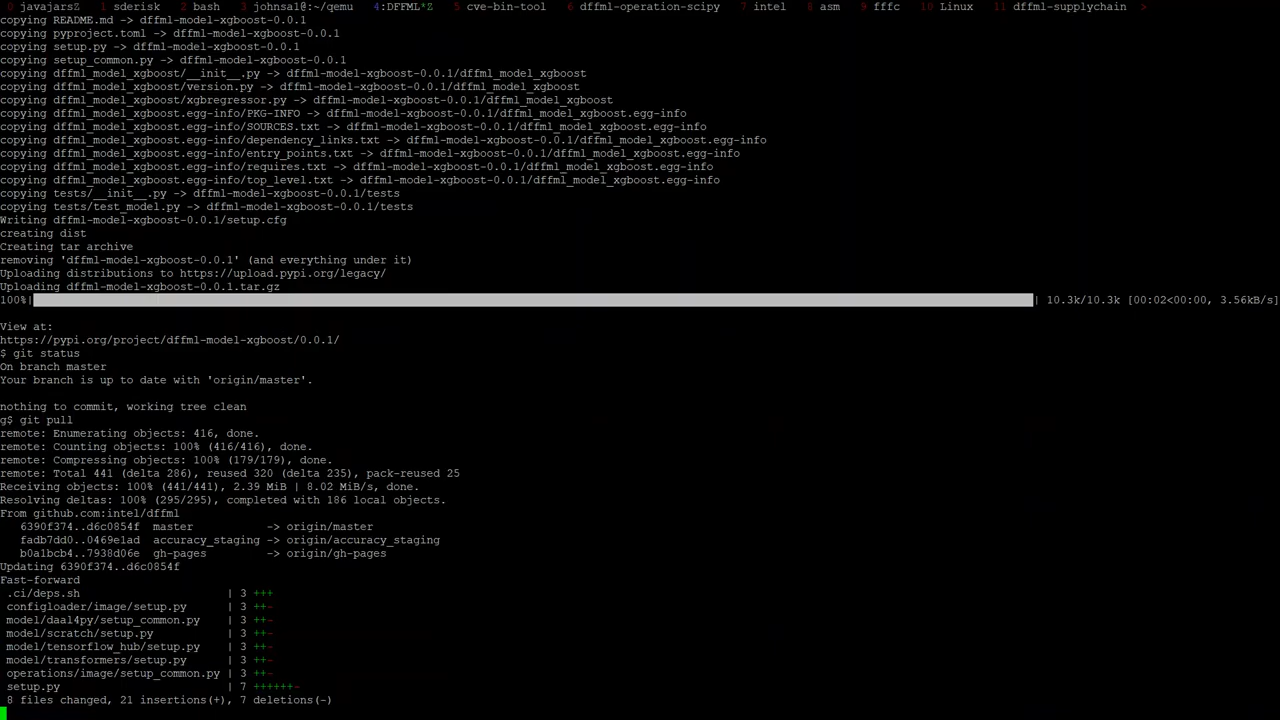 0 javajarsZ 1 sderisk 2 bash 3 johnsa1@:~/qemu 4:DFFML*Z 5 cve-bin-tool 6 dffml-operation-scipy 7 intel 8 asm 9 fffc 10 Linux 11 dffml-supplychain >
copying README.md -> dffml-model-xgboost-0.0.1
copying pyproject.toml -> dffml-model-xgboost-0.0.1
copying setup.py -> dffml-model-xgboost-0.0.1
copying setup_common.py -> dffml-model-xgboost-0.0.1
copying dffml_model_xgboost/__init__.py -> dffml-model-xgboost-0.0.1/dffml_model_xgboost
copying dffml_model_xgboost/version.py -> dffml-model-xgboost-0.0.1/dffml_model_xgboost
copying dffml_model_xgboost/xgbregressor.py -> dffml-model-xgboost-0.0.1/dffml_model_xgboost
copying dffml_model_xgboost.egg-info/PKG-INFO -> dffml-model-xgboost-0.0.1/dffml_model_xgboost.egg-info
copying dffml_model_xgboost.egg-info/SOURCES.txt -> dffml-model-xgboost-0.0.1/dffml_model_xgboost.egg-info
copying dffml_model_xgboost.egg-info/dependency_links.txt -> dffml-model-xgboost-0.0.1/dffml_model_xgboost.egg-info
copying dffml_model_xgboost.egg-info/entry_points.txt -> dffml-model-xgboost-0.0.1/dffml_model_xgboost.egg-info
copying dffml_model_xgboost.egg-info/requires.txt -> dffml-model-xgboost-0.0.1/dffml_model_xgboost.egg-info
copying dffml_model_xgboost.egg-info/top_level.txt -> dffml-model-xgboost-0.0.1/dffml_model_xgboost.egg-info
copying tests/__init__.py -> dffml-model-xgboost-0.0.1/tests
copying tests/test_model.py -> dffml-model-xgboost-0.0.1/tests
Writing dffml-model-xgboost-0.0.1/setup.cfg
creating dist
Creating tar archive
removing 'dffml-model-xgboost-0.0.1' (and everything under it)
Uploading distributions to https://upload.pypi.org/legacy/
Uploading dffml-model-xgboost-0.0.1.tar.gz
100%| | 10.3k/10.3k [00:02<00:00, 3.56kB/s]
View at:
https://pypi.org/project/dffml-model-xgboost/0.0.1/
$ git status
On branch master
Your branch is up to date with 'origin/master'.
nothing to commit, working tree clean
g$ git pull
remote: Enumerating objects: 416, done.
remote: Counting objects: 100% (416/416), done.
remote: Compressing objects: 100% (179/179), done.
remote: Total 441 (delta 286), reused 320 (delta 235), pack-reused 25
Receiving objects: 100% (441/441), 2.39 MiB | 8.02 MiB/s, done.
Resolving deltas: 100% (295/295), completed with 186 local objects.
From github.com:intel/dffml
6390f374..d6c0854f master -> origin/master
fadb7dd0..0469e1ad accuracy_staging -> origin/accuracy_staging
b0a1bcb4..7938d06e gh-pages -> origin/gh-pages
Updating 6390f374..d6c0854f
Fast-forward
.ci/deps.sh | 3 +++
configloader/image/setup.py | 3 ++-
model/daal4py/setup_common.py | 3 ++-
model/scratch/setup.py | 3 ++-
model/tensorflow_hub/setup.py | 3 ++-
model/transformers/setup.py | 3 ++-
operations/image/setup_common.py | 3 ++-
setup.py | 7 ++++++-
8 files changed, 21 insertions(+), 7 deletions(-)